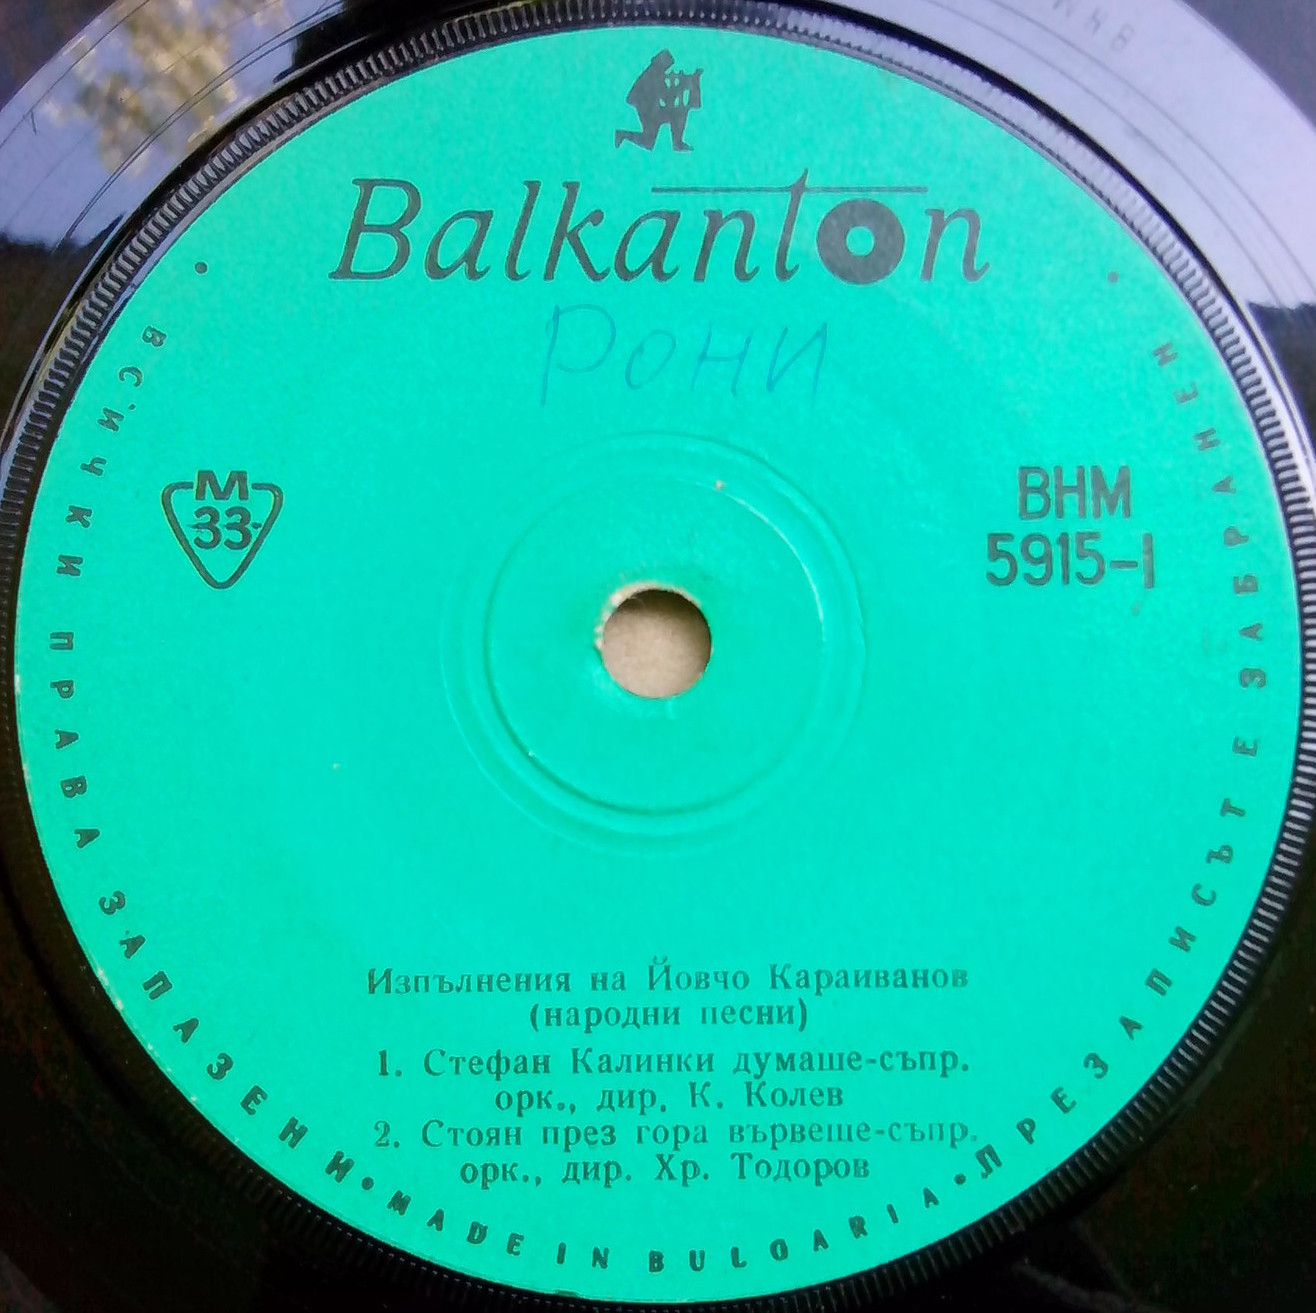 Balkanton
Рони
М
33
ВНМ
5915-I
Изпълнения на Йовчо Караиванов
(народни песни)
1. Стефан Калинки думаше-съпр.
орк., дир. К. Колев
2. Стоян през гора вървеше-съпр.
орк., дир. Хр. Тодоров
• ВСИЧКИ ПРАВА ЗАПАЗЕНИ • MADE IN BULGARIA • ПРЕЗАПИСЪТ Е ЗАБРАНЕН •